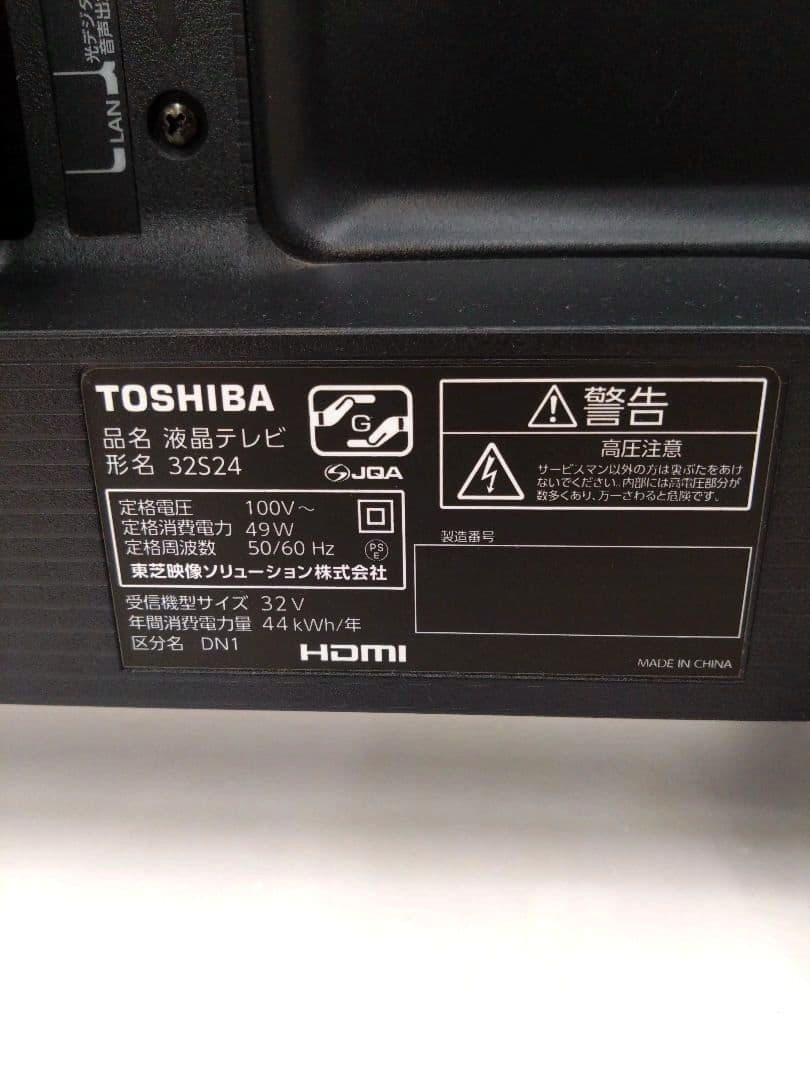 光デジタ
音声出
LAN
TOSHIBA
品名 液晶テレビ
形名 32S24
G
JQA
定格電圧 100V～
定格消費電力 49W
定格周波数 50/60 Hz
PS
E
東芝映像ソリューション株式会社
受信機型サイズ 32V
年間消費電力量 44kWh/年
区分名 DN1
HDMI
警告
高圧注意
サービスマン以外の方は裏ぶたをあけ
ないでください。内部には高電圧部分が
数多くあり、万一さわると危険です。
製造番号
MADE IN CHINA